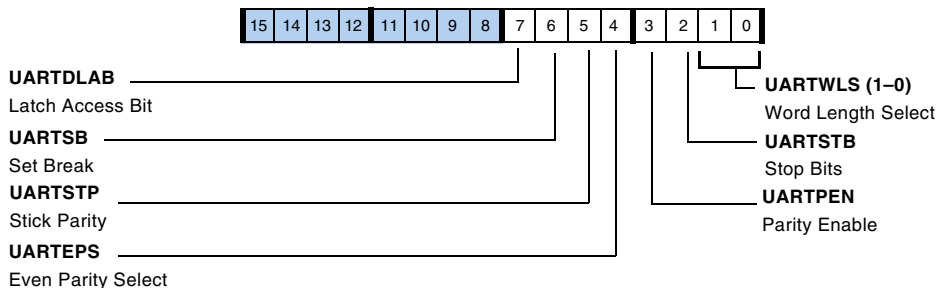 15 14 13 12 11 10 9 8 7 6 5 4 3 2 1 0
UARTDLAB
Latch Access Bit
UARTSB
Set Break
UARTSTP
Stick Parity
UARTEPS
Even Parity Select
UARTWLS (1–0)
Word Length Select
UARTSTB
Stop Bits
UARTPEN
Parity Enable